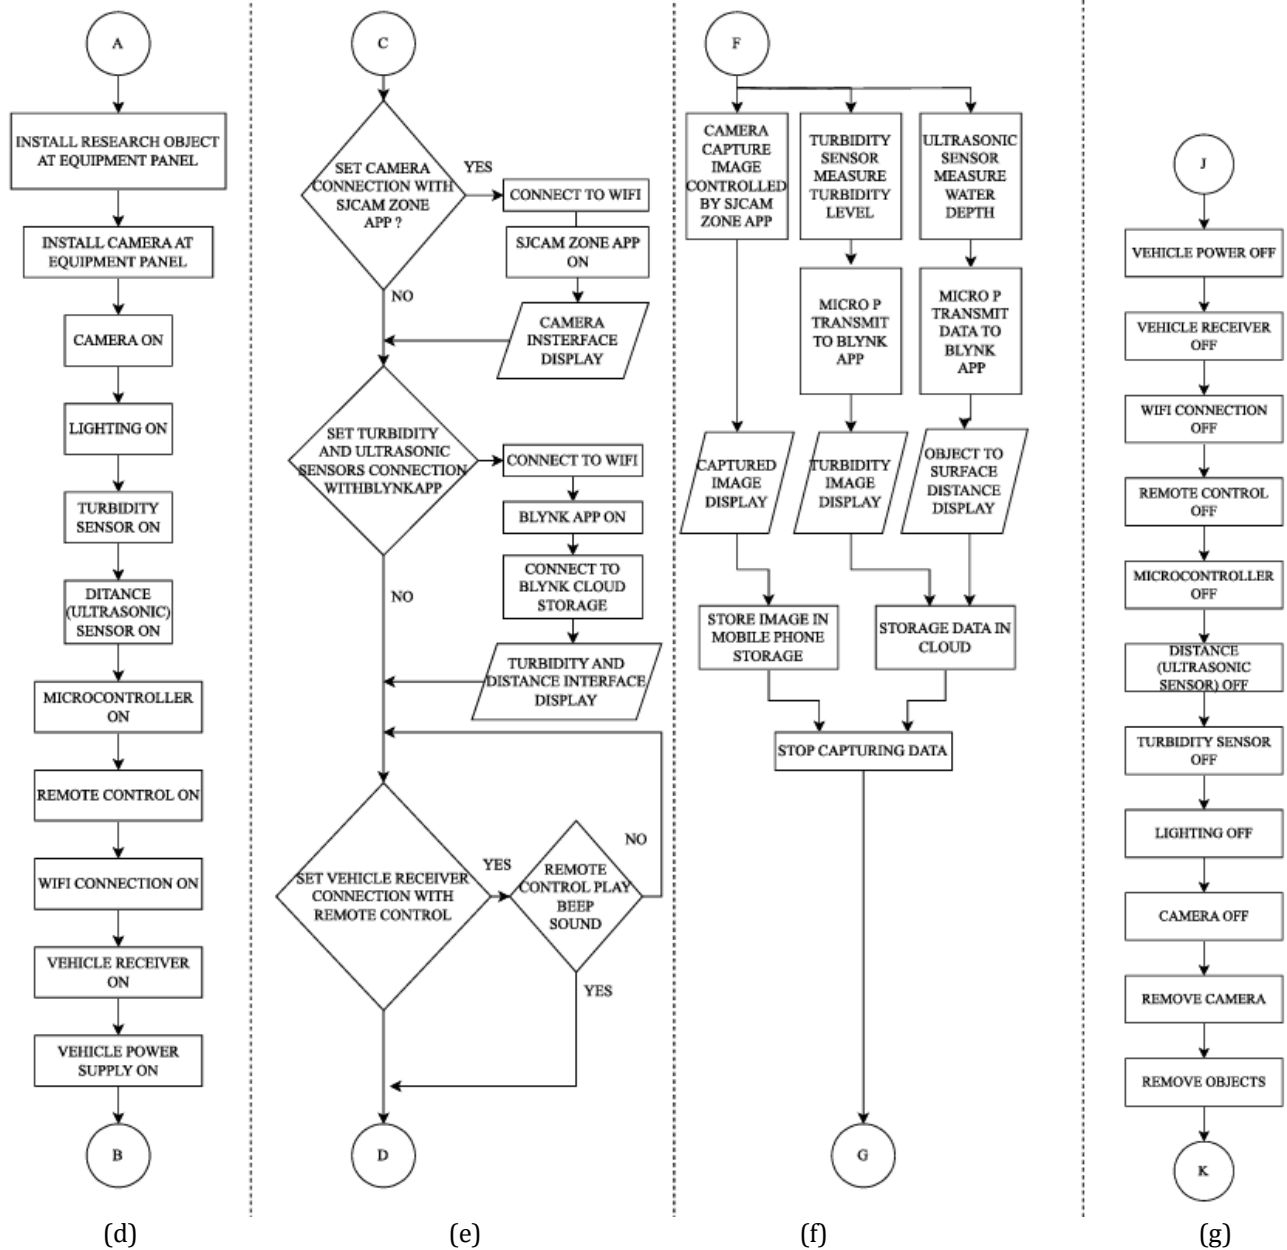 A
INSTALL RESEARCH OBJECT
AT EQUIPMENT PANEL
INSTALL CAMERA AT
EQUIPMENT PANEL
CAMERA ON
LIGHTING ON
TURBIDITY
SENSOR ON
DITANCE
(ULTRASONIC)
SENSOR ON
MICROCONTROLLER
ON
REMOTE CONTROL ON
WIFI CONNECTION ON
VEHICLE RECEIVER
ON
VEHICLE POWER
SUPPLY ON
B
(d)
C
SET CAMERA
CONNECTION WITH
SJCAM ZONE
APP ?
YES
CONNECT TO WIFI
SJCAM ZONE APP
ON
NO
CAMERA
INSTERFACE
DISPLAY
SET TURBIDITY
AND ULTRASONIC
SENSORS CONNECTION
WITHBLYNKAPP
CONNECT TO WIFI
BLYNK APP ON
CONNECT TO
BLYNK CLOUD
STORAGE
NO
TURBIDITY AND
DISTANCE INTERFACE
DISPLAY
SET VEHICLE RECEIVER
CONNECTION WITH
REMOTE CONTROL
YES
REMOTE
CONTROL PLAY
BEEP
SOUND
NO
YES
D
(e)
F
CAMERA
CAPTURE
IMAGE
CONTROLLED
BY SJCAM
ZONE APP
TURBIDITY
SENSOR
MEASURE
TURBIDITY
LEVEL
ULTRASONIC
SENSOR
MEASURE
WATER
DEPTH
MICRO P
TRANSMIT
TO BLYNK
APP
MICRO P
TRANSMIT
DATA TO
BLYNK
APP
CAPTURED
IMAGE
DISPLAY
TURBIDITY
IMAGE
DISPLAY
OBJECT TO
SURFACE
DISTANCE
DISPLAY
STORE IMAGE IN
MOBILE PHONE
STORAGE
STORAGE DATA IN
CLOUD
STOP CAPTURING DATA
G
(f)
J
VEHICLE POWER OFF
VEHICLE RECEIVER
OFF
WIFI CONNECTION
OFF
REMOTE CONTROL
OFF
MICROCONTROLLER
OFF
DISTANCE
(ULTRASONIC
SENSOR) OFF
TURBIDITY SENSOR
OFF
LIGHTING OFF
CAMERA OFF
REMOVE CAMERA
REMOVE OBJECTS
K
(g)